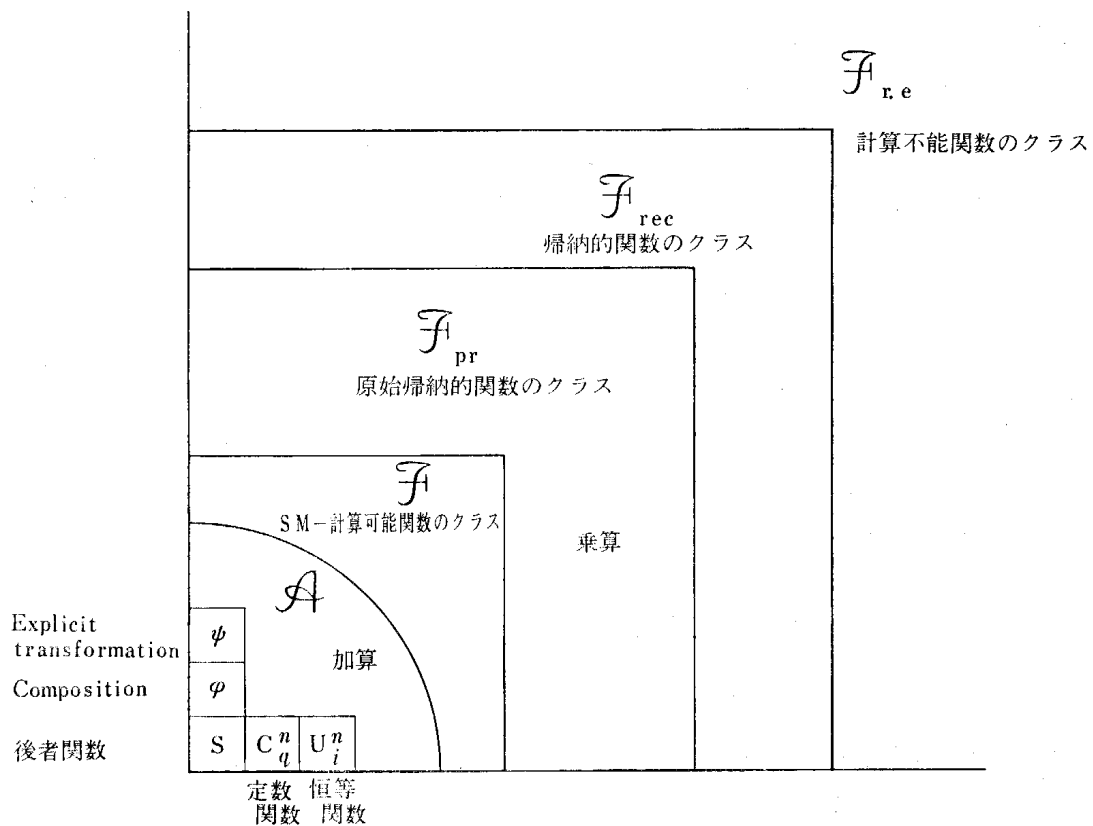 ℱ r.e
計算不能関数のクラス
ℱ rec
帰納的関数のクラス
ℱ pr
原始帰納的関数のクラス
ℱ
SM－計算可能関数のクラス
乗算
𝒜
加算
Explicit
transformation
ψ
Composition
φ
後者関数
S
C n q
U n i
定数
関数
恒等
関数